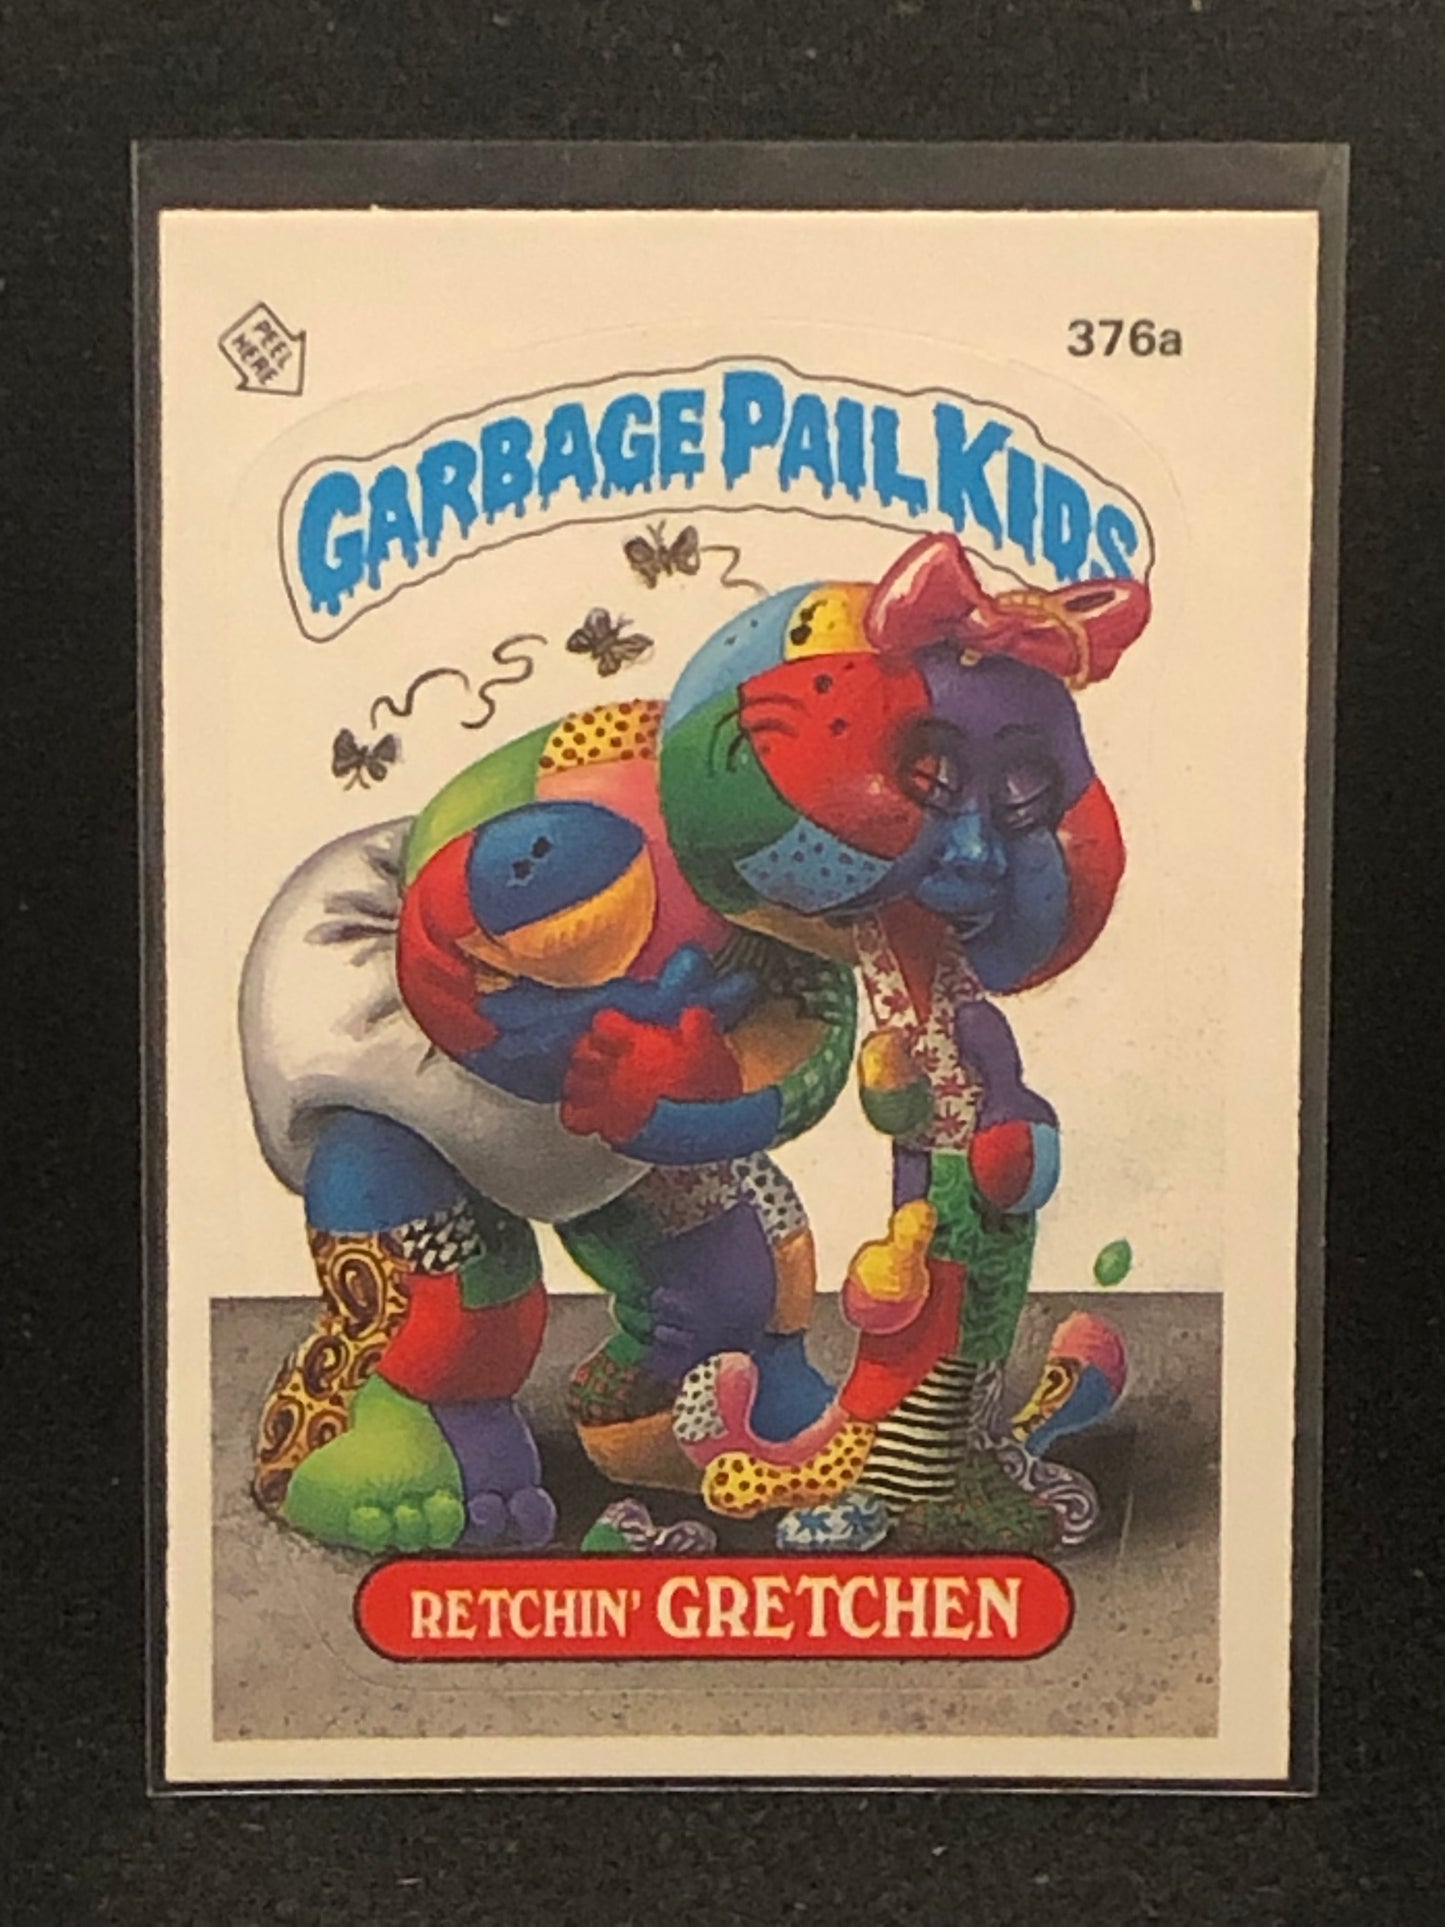 PEEL
HERE
376a
GARBAGE PAIL KIDS
RETCHIN' GRETCHEN